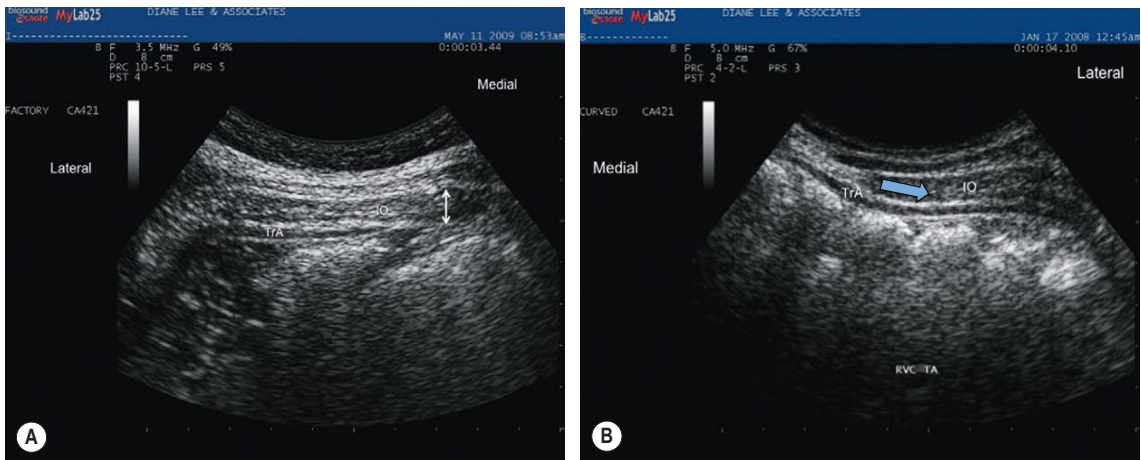 DIANE LEE & ASSOCIATES
biosound esaote MyLab25
MAY 11 2009 08:53am
B F 3.5 MHz G 49%
0:00:03.44
D 8 cm
PRC 10-5-L PRS 5
PST 4
Medial
FACTORY CA421
Lateral
IO
TrA
A
DIANE LEE & ASSOCIATES
biosound esaote MyLab25
JAN 17 2008 12:45am
B F 5.0 MHz G 67%
0:00:04.10
D 8 cm
PRC 4-2-L PRS 3
PST 2
Lateral
CURVED CA421
Medial
TrA
IO
B